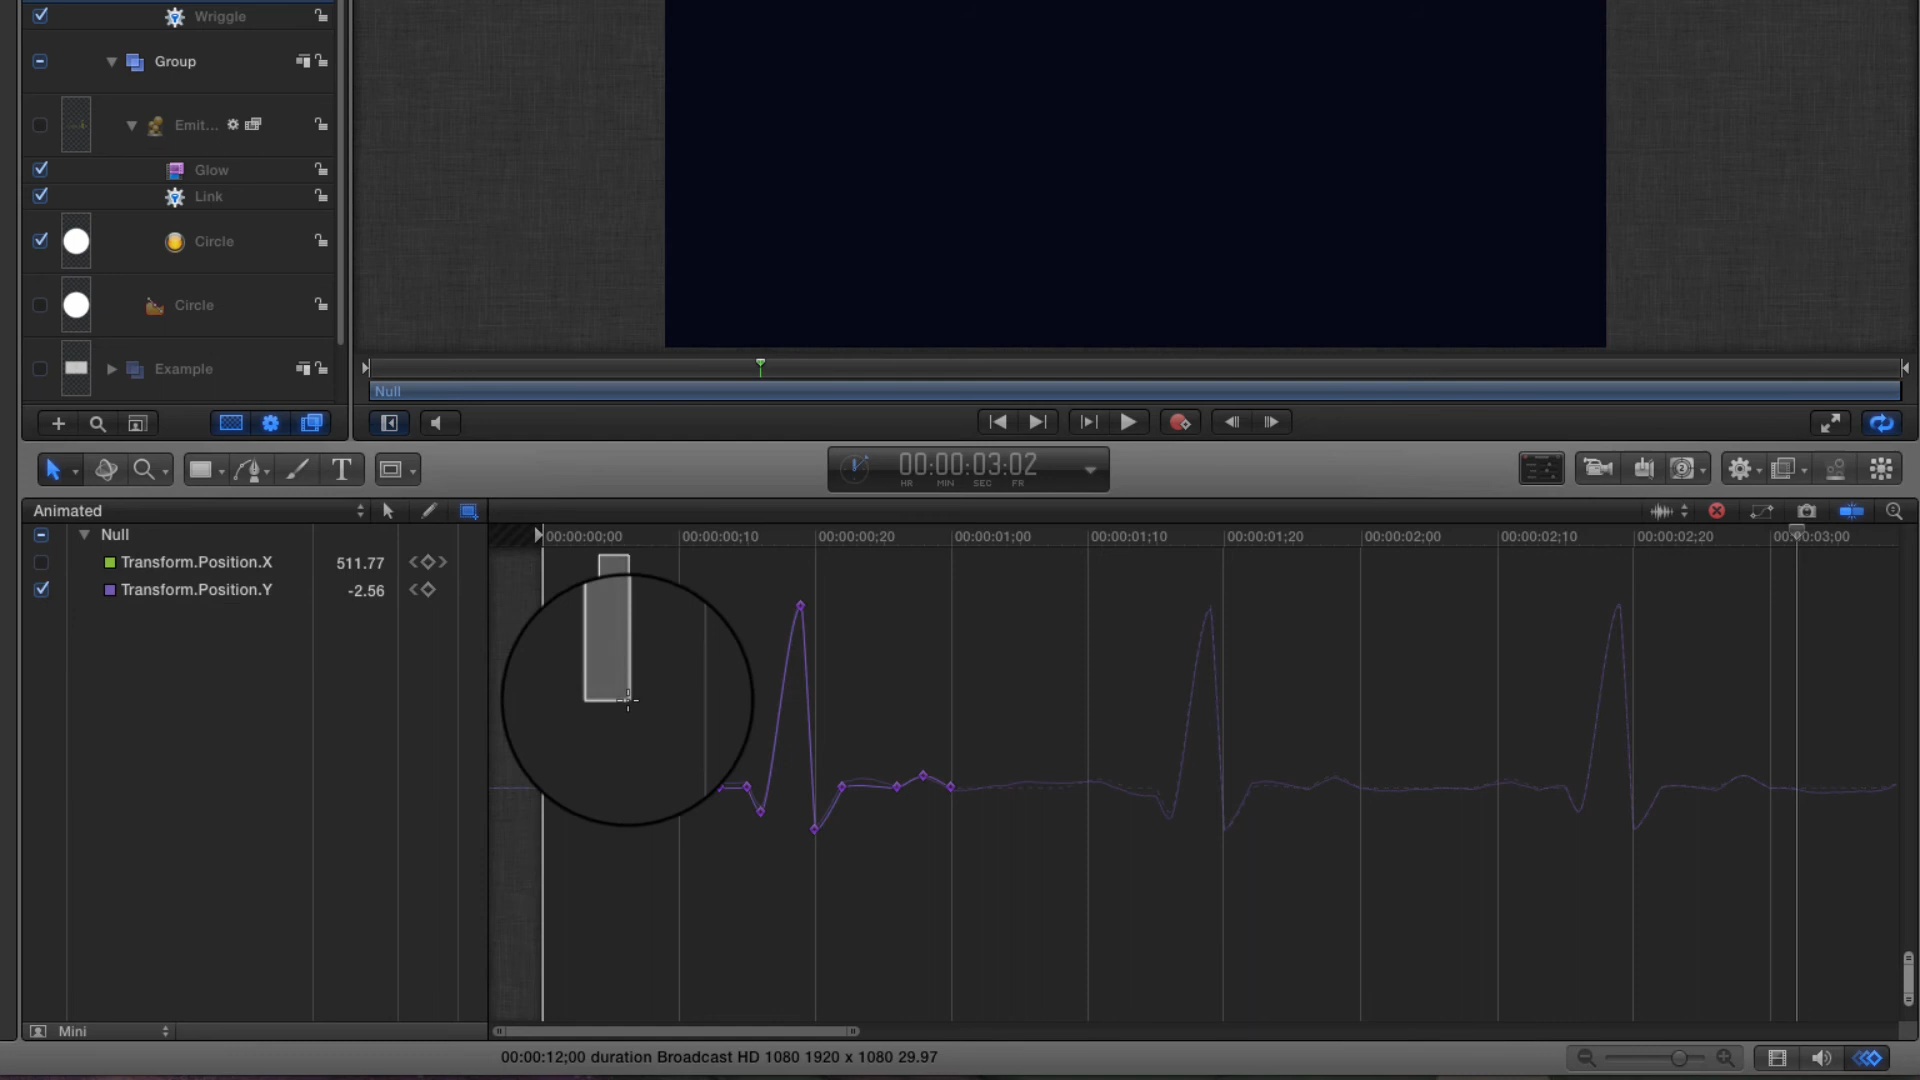 Wriggle
Group
Emit...
Glow
Link
Circle
Circle
Example
Null
00:00:03:02
HR MIN SEC FR
T
Animated
00:00:00;00 00:00:00;10 00:00:00;20 00:00:01;00 00:00:01;10 00:00:01;20 00:00:02;00 00:00:02;10 00:00:02;20 00:00:03;00
Null
Transform.Position.X 511.77
Transform.Position.Y -2.56
Mini
00:00:12;00 duration Broadcast HD 1080 1920 x 1080 29.97